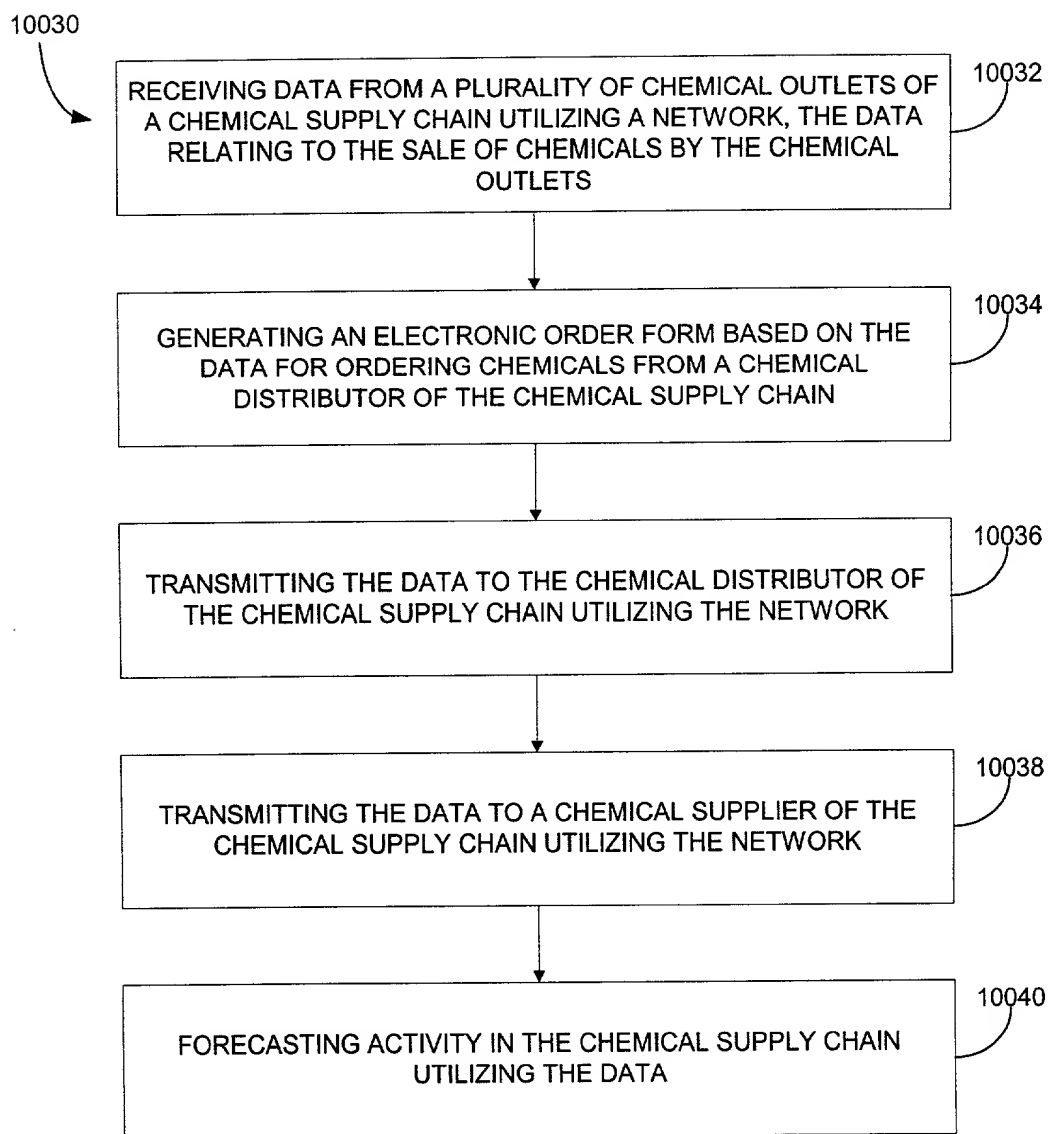 10030
RECEIVING DATA FROM A PLURALITY OF CHEMICAL OUTLETS OF
A CHEMICAL SUPPLY CHAIN UTILIZING A NETWORK, THE DATA
RELATING TO THE SALE OF CHEMICALS BY THE CHEMICAL
OUTLETS
10032
GENERATING AN ELECTRONIC ORDER FORM BASED ON THE
DATA FOR ORDERING CHEMICALS FROM A CHEMICAL
DISTRIBUTOR OF THE CHEMICAL SUPPLY CHAIN
10034
TRANSMITTING THE DATA TO THE CHEMICAL DISTRIBUTOR OF
THE CHEMICAL SUPPLY CHAIN UTILIZING THE NETWORK
10036
TRANSMITTING THE DATA TO A CHEMICAL SUPPLIER OF THE
CHEMICAL SUPPLY CHAIN UTILIZING THE NETWORK
10038
FORECASTING ACTIVITY IN THE CHEMICAL SUPPLY CHAIN
UTILIZING THE DATA
10040